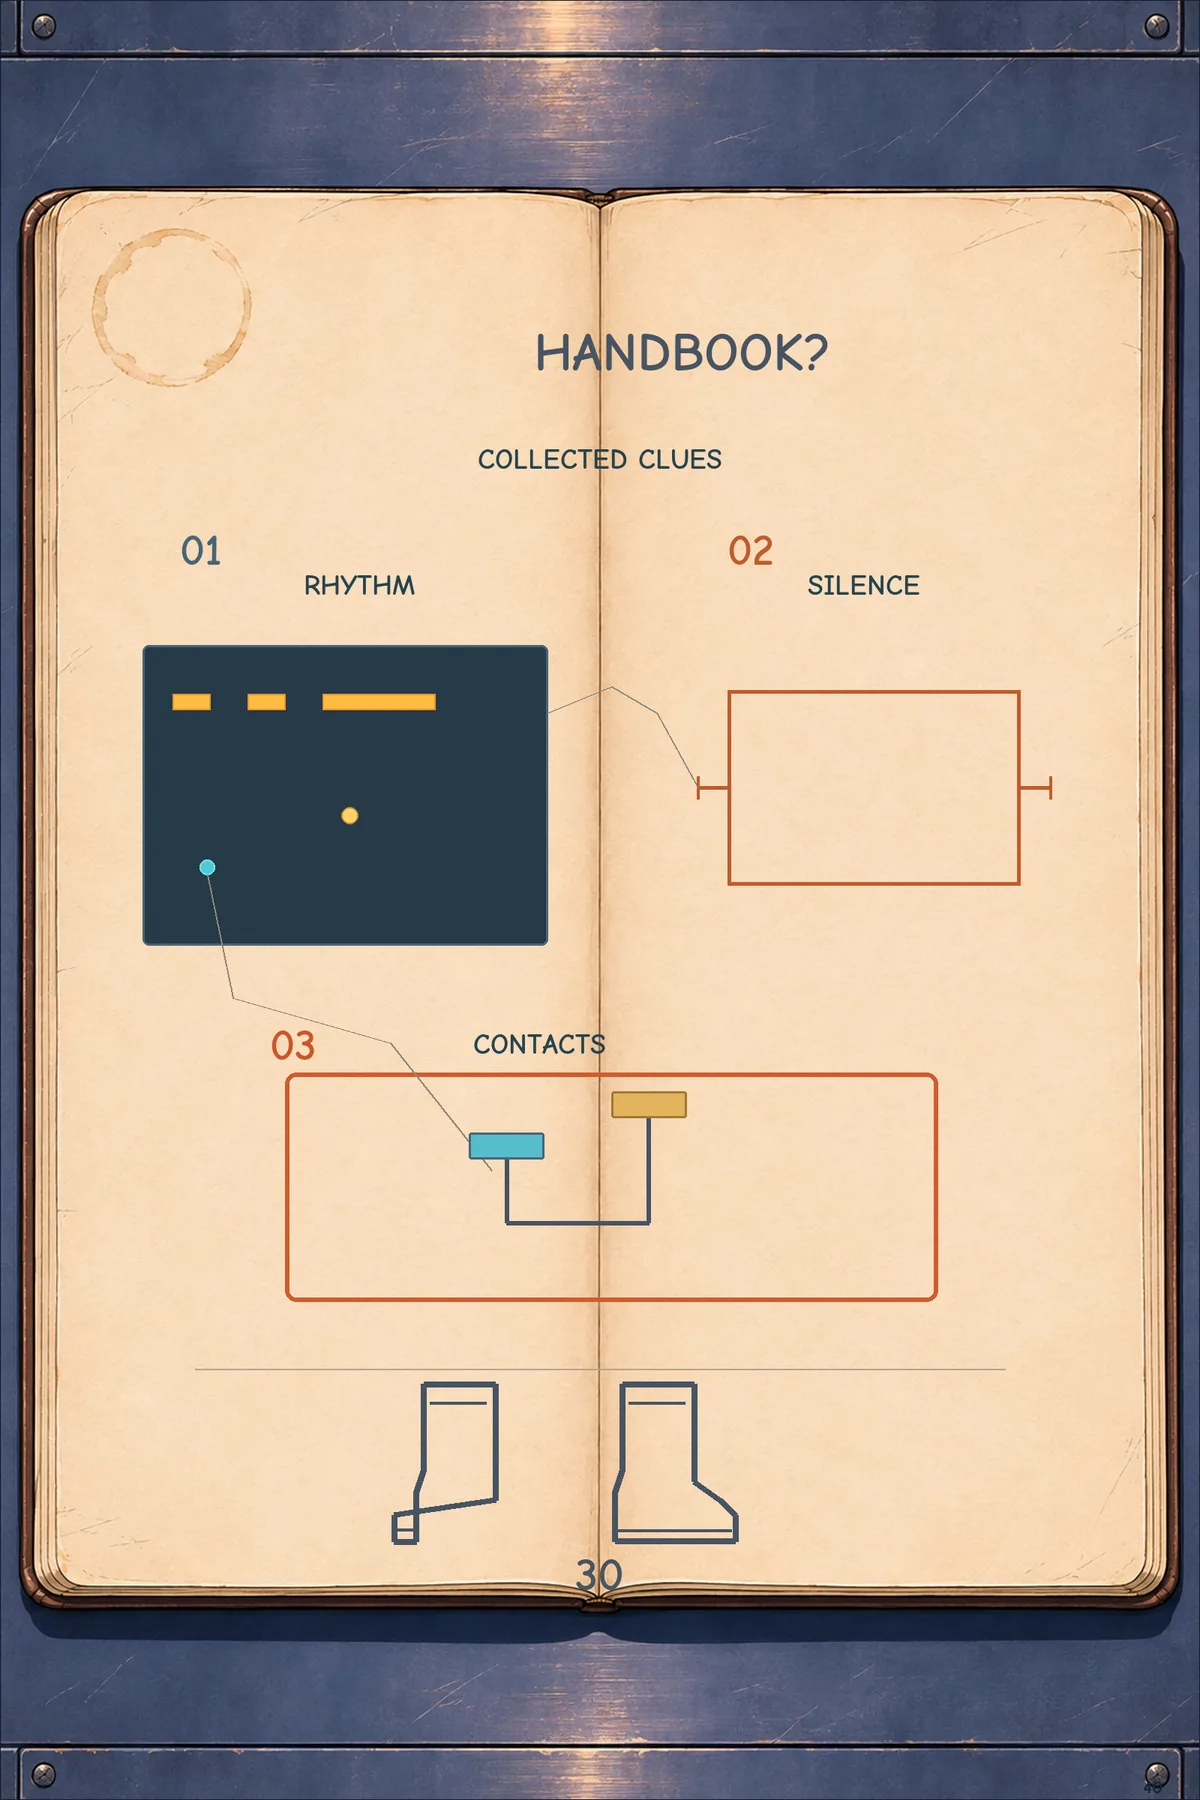 HANDBOOK?
COLLECTED CLUES
01
RHYTHM
02
SILENCE
03
CONTACTS
30